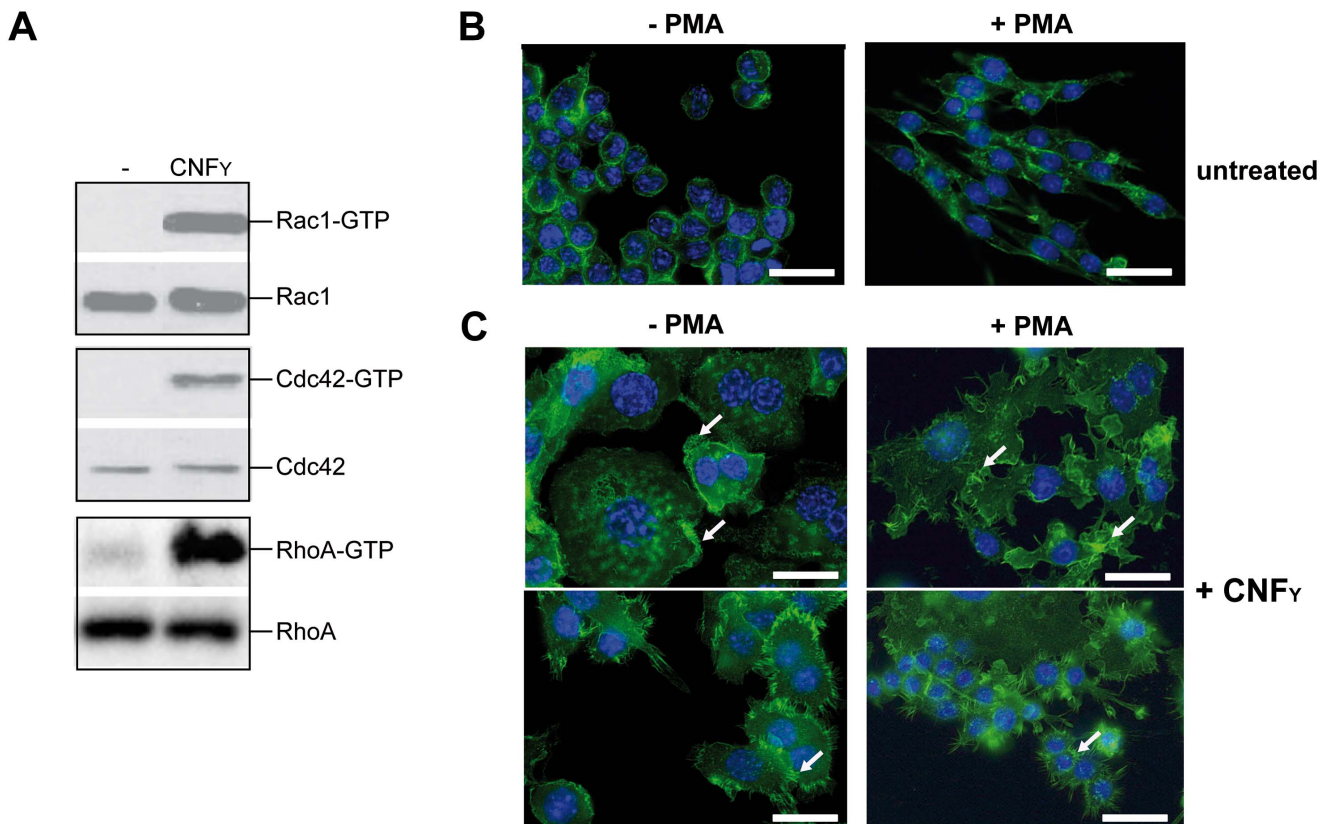 A
- CNFY
Rac1-GTP
Rac1
Cdc42-GTP
Cdc42
RhoA-GTP
RhoA
B
- PMA + PMA
untreated
C
- PMA + PMA
+ CNFY